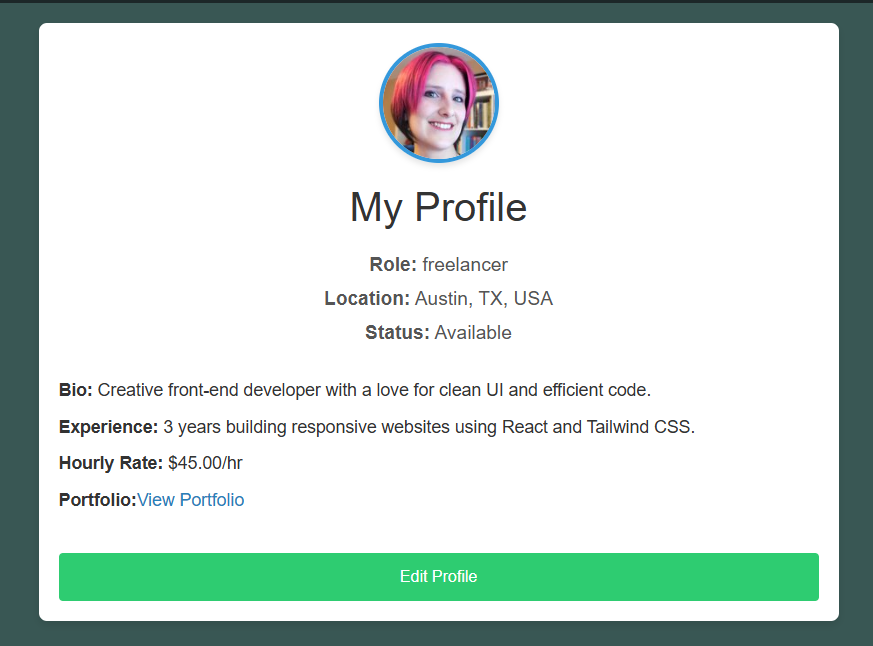 My Profile
Role: freelancer
Location: Austin, TX, USA
Status: Available
Bio: Creative front-end developer with a love for clean UI and efficient code.
Experience: 3 years building responsive websites using React and Tailwind CSS.
Hourly Rate: $45.00/hr
Portfolio:View Portfolio
Edit Profile